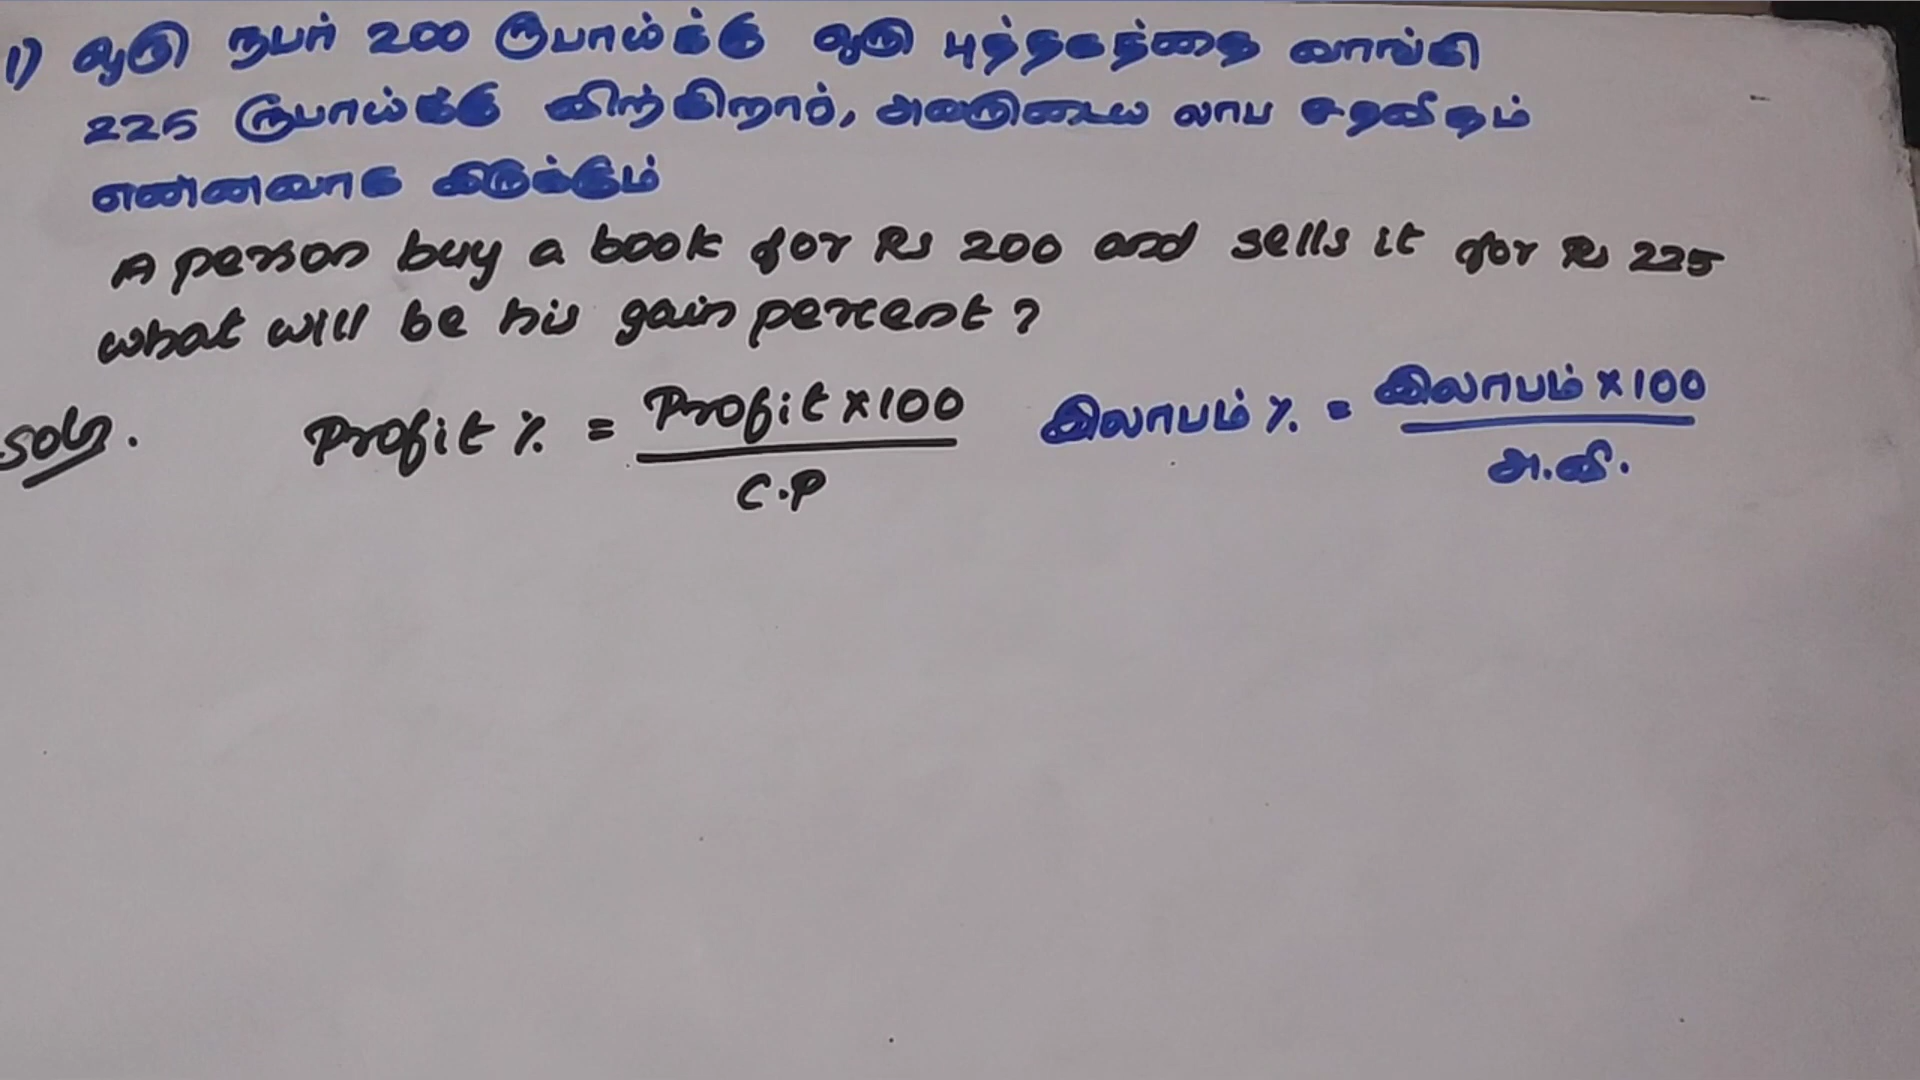 1) ஒரு நபர் 200 ரூபாய்க்கு ஒரு புத்தகத்தை வாங்கி
225 ரூபாய்க்கு விற்கிறார், அவருடைய லாப சதவிதம்
என்னவாக இருக்கும்
A person buy a book for Rs 200 and sells it for Rs 225
what will be his gain percent?
Soln. Profit % = Profit x 100 / C.P இலாபம் % = இலாபம் x 100 / அ.வி.